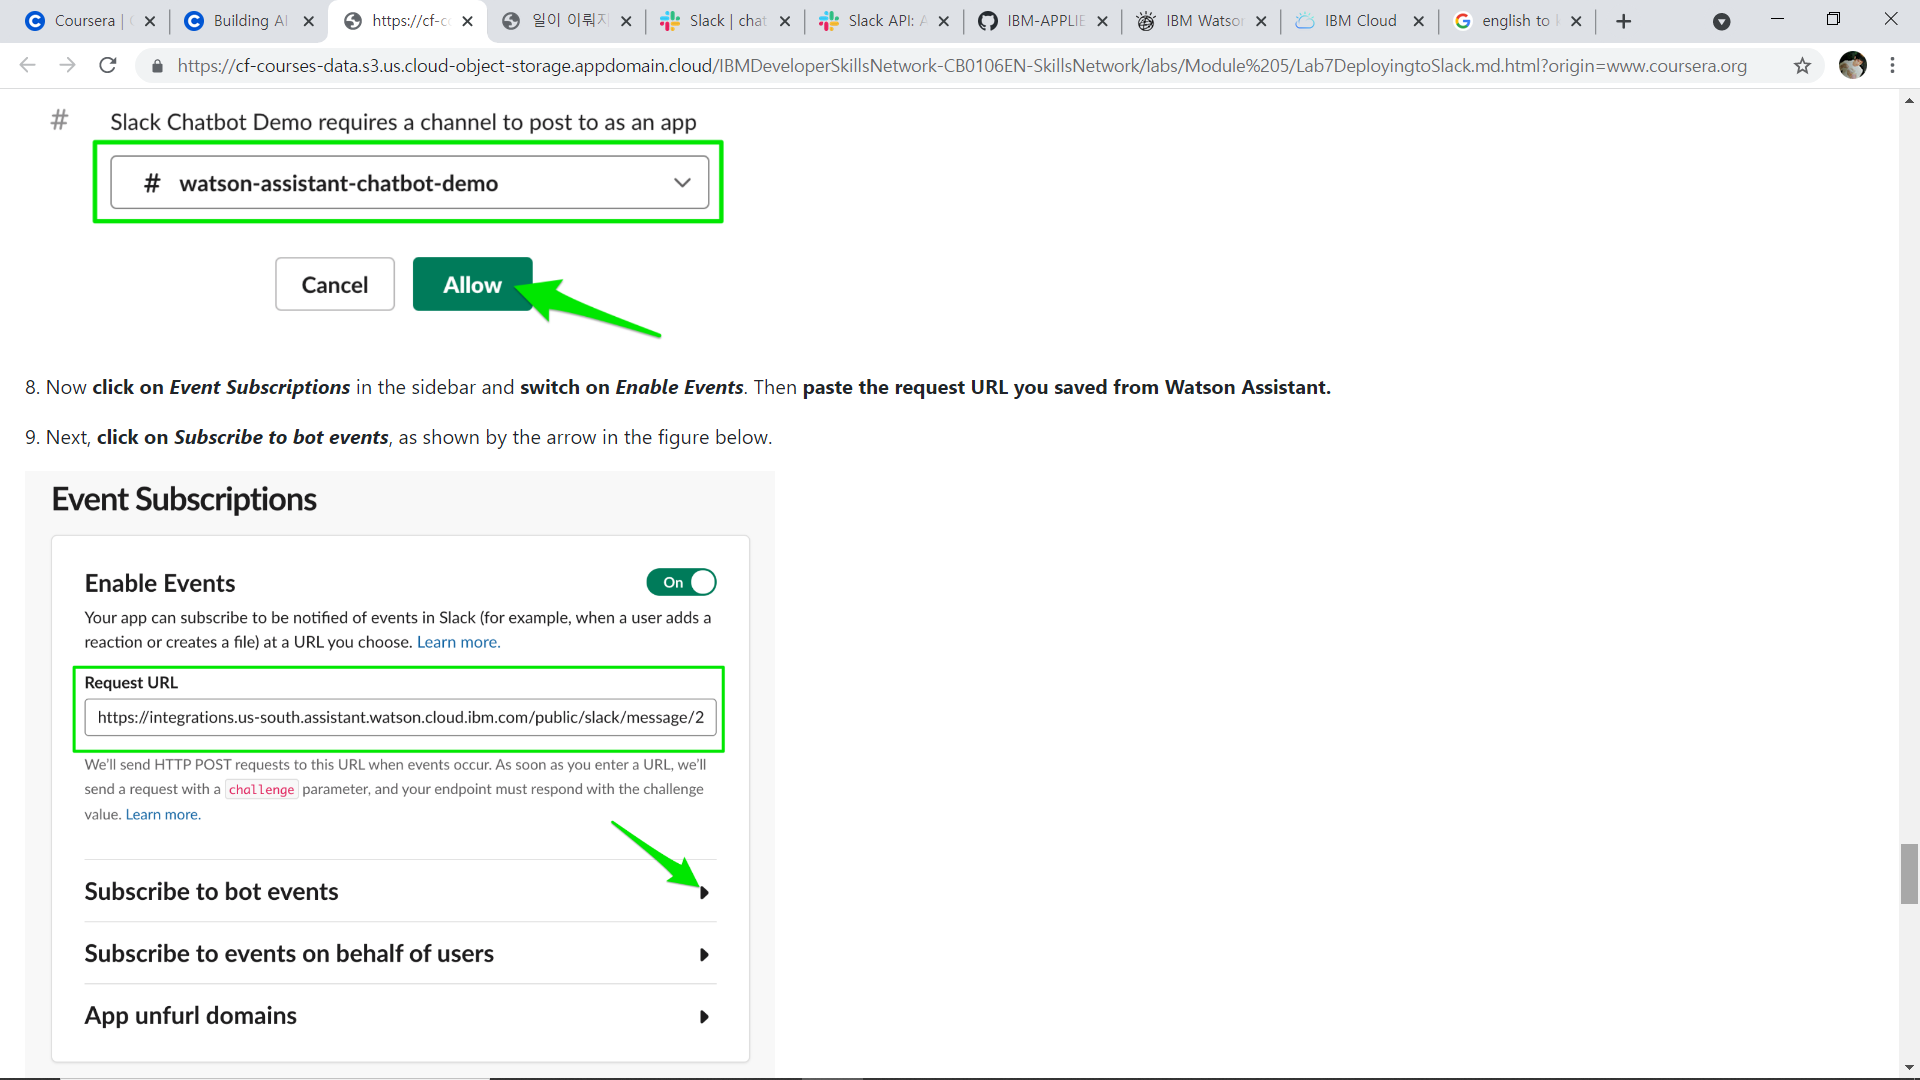 Coursera |
Building AI
https://cf-c
일이 이뤄지
Slack | chat
Slack API: A
IBM-APPLIE
IBM Watson
IBM Cloud
english to k
https://cf-courses-data.s3.us.cloud-object-storage.appdomain.cloud/IBMDeveloperSkillsNetwork-CB0106EN-SkillsNetwork/labs/Module%205/Lab7DeployingtoSlack.md.html?origin=www.coursera.org
# Slack Chatbot Demo requires a channel to post to as an app
# watson-assistant-chatbot-demo
Cancel
Allow
8. Now click on Event Subscriptions in the sidebar and switch on Enable Events. Then paste the request URL you saved from Watson Assistant.
9. Next, click on Subscribe to bot events, as shown by the arrow in the figure below.
Event Subscriptions
Enable Events
On
Your app can subscribe to be notified of events in Slack (for example, when a user adds a
reaction or creates a file) at a URL you choose. Learn more.
Request URL
https://integrations.us-south.assistant.watson.cloud.ibm.com/public/slack/message/2
We'll send HTTP POST requests to this URL when events occur. As soon as you enter a URL, we'll
send a request with a challenge parameter, and your endpoint must respond with the challenge
value. Learn more.
Subscribe to bot events
Subscribe to events on behalf of users
App unfurl domains